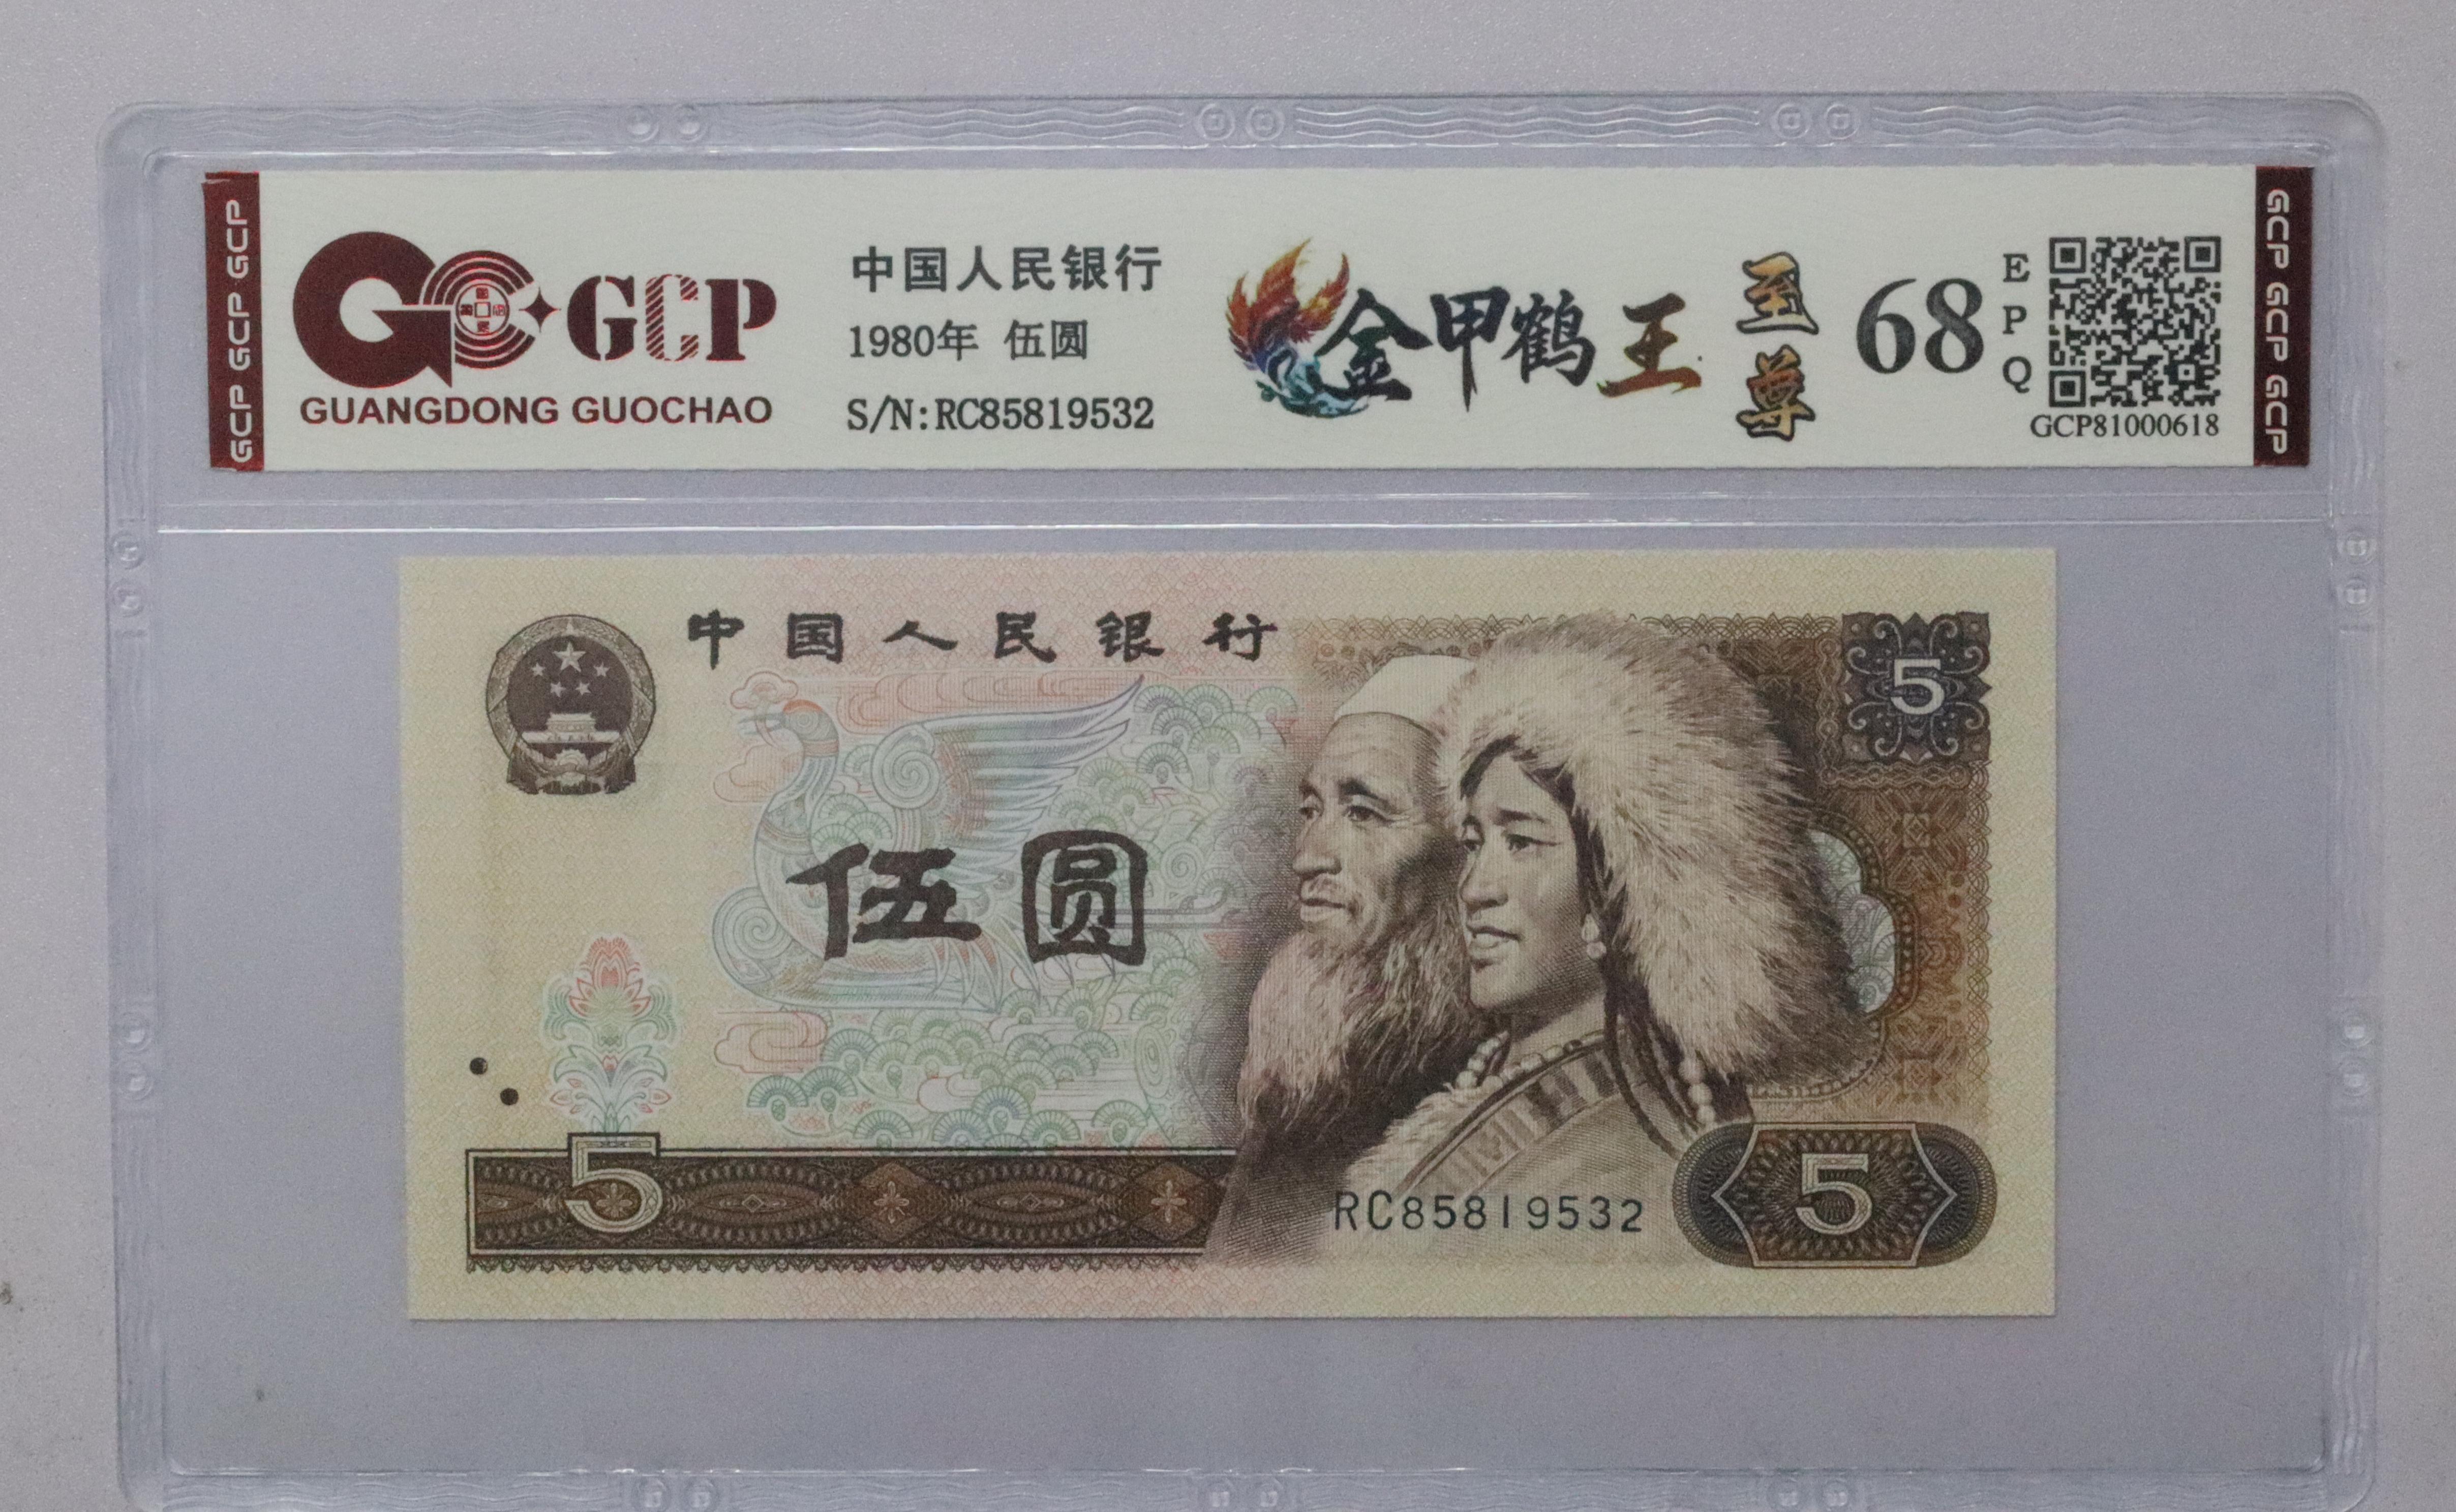 GCP GCP GCP
GCP
GUANGDONG GUOCHAO
中国人民银行
1980年 伍圆
S/N:RC85819532
金甲鹤王
至尊
68
EPQ
GCP81000618
GCP GCP GCP
中国人民银行
5
伍圆
5
RC85819532
5